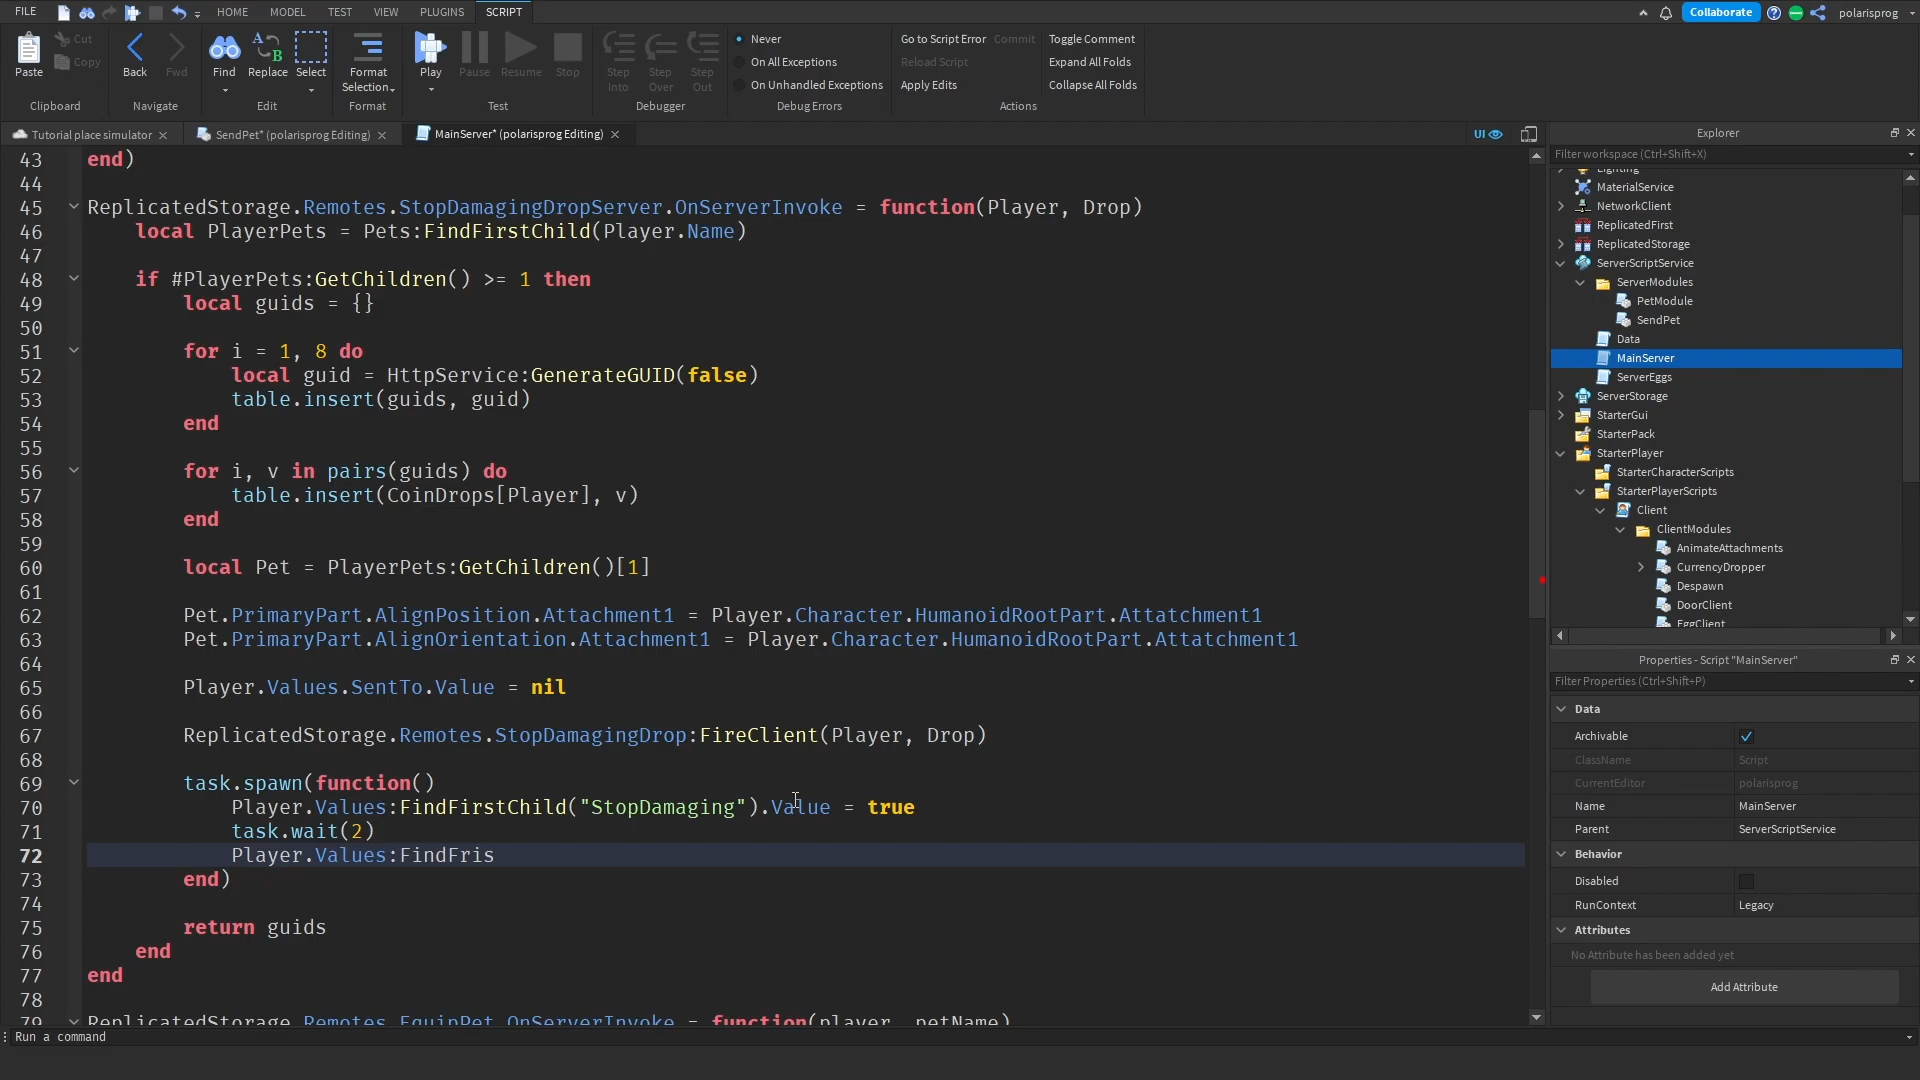 FILE HOME MODEL TEST VIEW PLUGINS SCRIPT Collaborate polarisprog
Paste Cut Copy Clipboard
Back Fwd Navigate
Find Replace Select Edit
Format Selection Format
Play Pause Resume Stop Test
Step Into Step Over Step Out Debugger
Never
On All Exceptions
On Unhandled Exceptions
Debug Errors
Go to Script Error Commit Toggle Comment
Reload Script Expand All Folds
Apply Edits Collapse All Folds
Actions
Tutorial place simulator SendPet* (polarisprog Editing) MainServer* (polarisprog Editing) UI
43 end)
44
45 ReplicatedStorage.Remotes.StopDamagingDropServer.OnServerInvoke = function(Player, Drop)
46 local PlayerPets = Pets:FindFirstChild(Player.Name)
47
48 if #PlayerPets:GetChildren() >= 1 then
49 local guids = {}
50
51 for i = 1, 8 do
52 local guid = HttpService:GenerateGUID(false)
53 table.insert(guids, guid)
54 end
55
56 for i, v in pairs(guids) do
57 table.insert(CoinDrops[Player], v)
58 end
59
60 local Pet = PlayerPets:GetChildren()[1]
61
62 Pet.PrimaryPart.AlignPosition.Attachment1 = Player.Character.HumanoidRootPart.Attatchment1
63 Pet.PrimaryPart.AlignOrientation.Attachment1 = Player.Character.HumanoidRootPart.Attatchment1
64
65 Player.Values.SentTo.Value = nil
66
67 ReplicatedStorage.Remotes.StopDamagingDrop:FireClient(Player, Drop)
68
69 task.spawn(function()
70 Player.Values:FindFirstChild("StopDamaging").Value = true
71 task.wait(2)
72 Player.Values:FindFris
73 end)
74
75 return guids
76 end
77 end
78
79 ReplicatedStorage.Remotes.EquipPet.OnServerInvoke = function(player, petName)
Run a command
Explorer
Filter workspace (Ctrl+Shift+X)
Lighting
MaterialService
NetworkClient
ReplicatedFirst
ReplicatedStorage
ServerScriptService
ServerModules
PetModule
SendPet
Data
MainServer
ServerEggs
ServerStorage
StarterGui
StarterPack
StarterPlayer
StarterCharacterScripts
StarterPlayerScripts
Client
ClientModules
AnimateAttachments
CurrencyDropper
Despawn
DoorClient
EggClient
Properties - Script "MainServer"
Filter Properties (Ctrl+Shift+P)
Data
Archivable
ClassName Script
CurrentEditor polarisprog
Name MainServer
Parent ServerScriptService
Behavior
Disabled
RunContext Legacy
Attributes
No Attribute has been added yet
Add Attribute